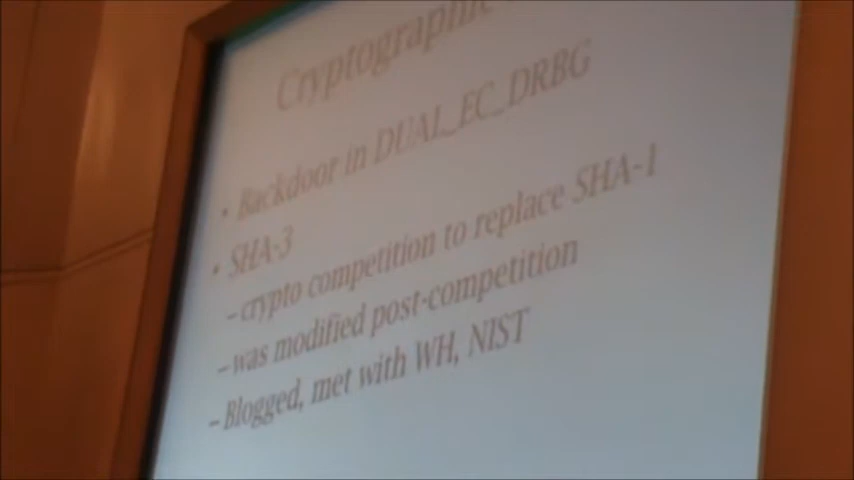 Cryptographic
• Backdoor in DUAL_EC_DRBG
• SHA-3
–crypto competition to replace SHA-1
–was modified post-competition
–Blogged, met with WH, NIST